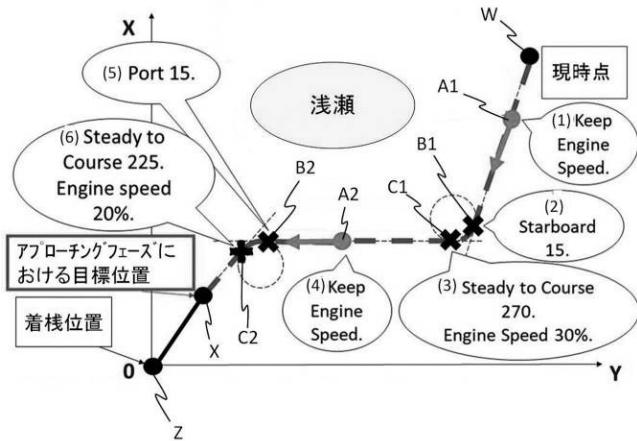 X
W
(5) Port 15.
現時点
浅瀬
A1
(6) Steady to
Course 225.
Engine speed
20%.
(1) Keep
Engine
Speed.
B1
B2
C1
A2
(2)
Starboard
15.
アプローチングフェーズに
おける目標位置
(4) Keep
Engine
Speed.
(3) Steady to Course
270.
Engine Speed 30%.
着桟位置
C2
X
0
Y
Z